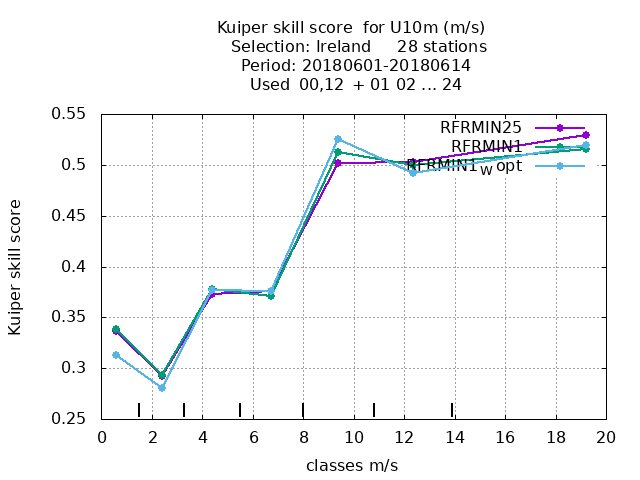 Kuiper skill score  for U10m (m/s)
Selection: Ireland     28 stations
Period: 20180601-20180614
Used  00,12  + 01 02 ... 24
0.55
0.5
0.45
0.4
0.35
0.3
0.25
Kuiper skill score
RFRMIN25
RFRMIN1
RFRMIN1Wopt
0 2 4 6 8 10 12 14 16 18 20
classes m/s